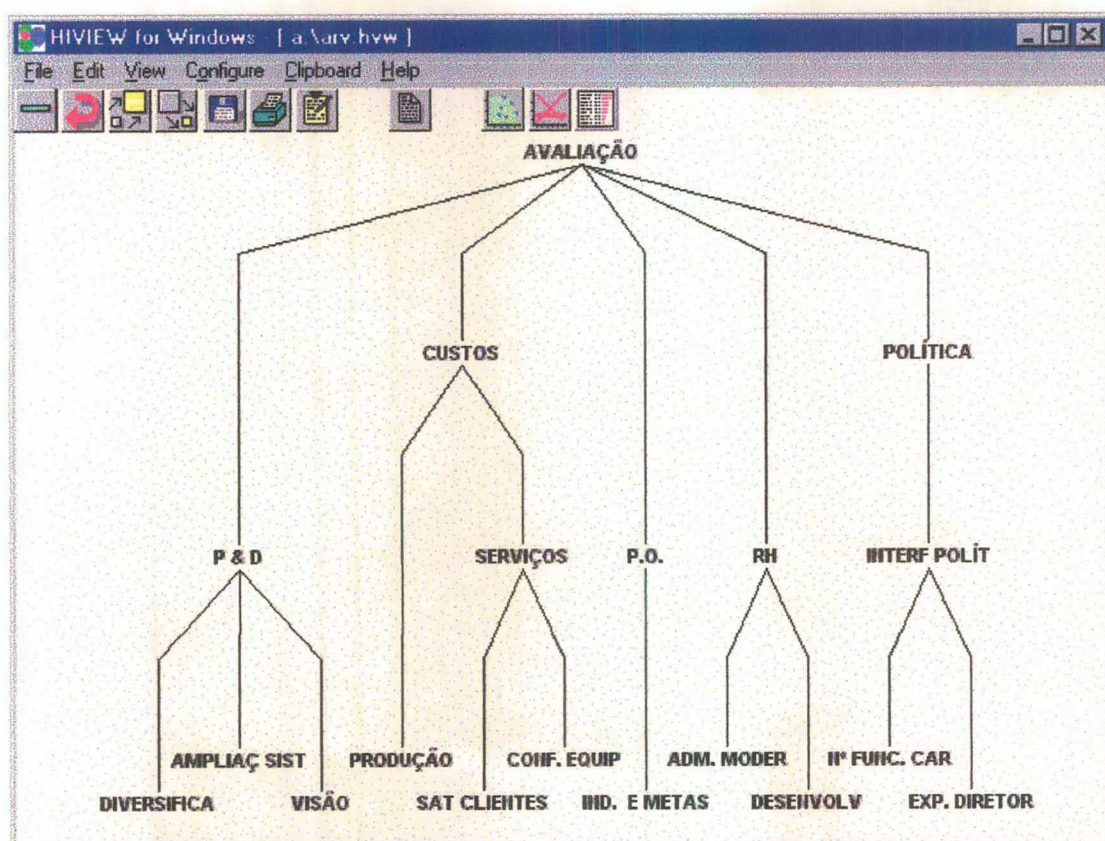 HIVIEW for Windows - [ a:\arv.hvw ]
File Edit View Configure Clipboard Help
AVALIAÇÃO
CUSTOS POLÍTICA
P & D SERVIÇOS P.O. RH INTERF POLÍT
AMPLIAÇ SIST PRODUÇÃO CONF. EQUIP ADM. MODER Nº FUNC. CAR
DIVERSIFICA VISÃO SAT CLIENTES IND. E METAS DESENVOLV EXP. DIRETOR